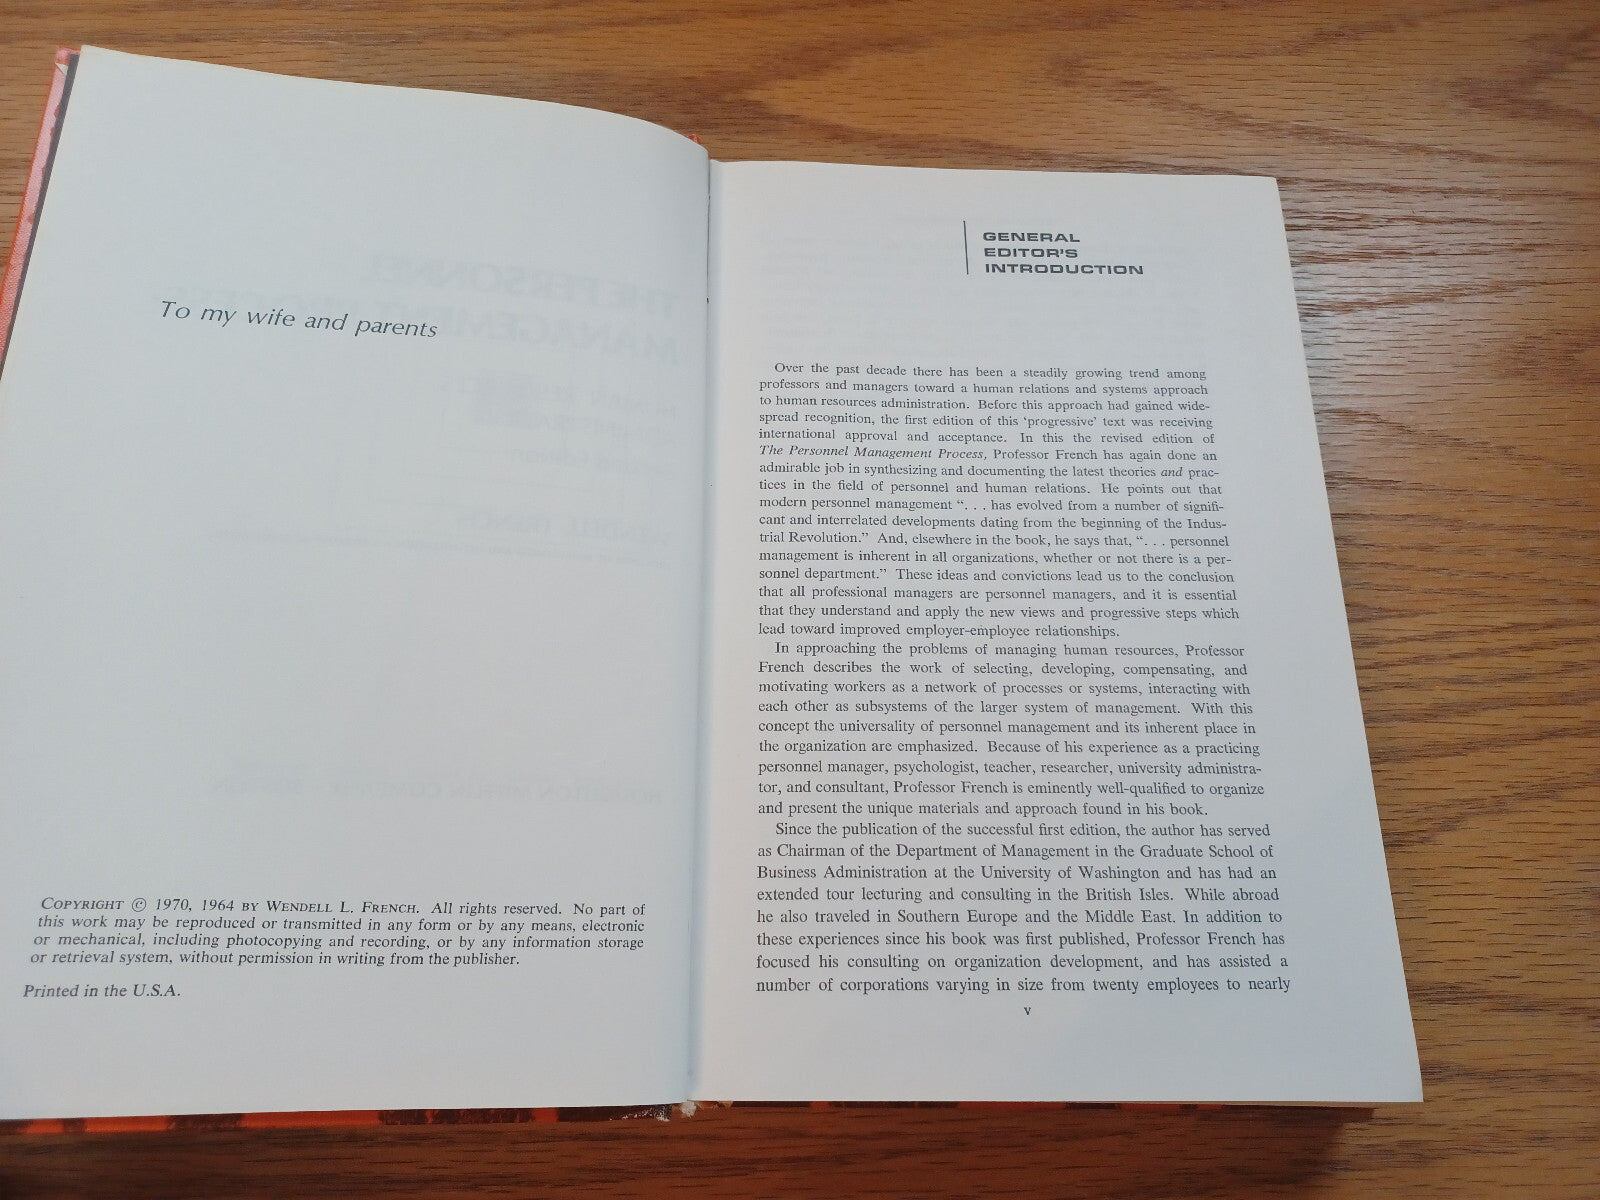 To my wife and parents
COPYRIGHT © 1970, 1964 BY WENDELL L. FRENCH. All rights reserved. No part of
this work may be reproduced or transmitted in any form or by any means, electronic
or mechanical, including photocopying and recording, or by any information storage
or retrieval system, without permission in writing from the publisher.
Printed in the U.S.A.
GENERAL
EDITOR'S
INTRODUCTION
Over the past decade there has been a steadily growing trend among
professors and managers toward a human relations and systems approach
to human resources administration. Before this approach had gained wide-
spread recognition, the first edition of this 'progressive' text was receiving
international approval and acceptance. In this the revised edition of
The Personnel Management Process, Professor French has again done an
admirable job in synthesizing and documenting the latest theories and prac-
tices in the field of personnel and human relations. He points out that
modern personnel management ". . . has evolved from a number of signifi-
cant and interrelated developments dating from the beginning of the Indus-
trial Revolution." And, elsewhere in the book, he says that, ". . . personnel
management is inherent in all organizations, whether or not there is a per-
sonnel department." These ideas and convictions lead us to the conclusion
that all professional managers are personnel managers, and it is essential
that they understand and apply the new views and progressive steps which
lead toward improved employer-employee relationships.
In approaching the problems of managing human resources, Professor
French describes the work of selecting, developing, compensating, and
motivating workers as a network of processes or systems, interacting with
each other as subsystems of the larger system of management. With this
concept the universality of personnel management and its inherent place in
the organization are emphasized. Because of his experience as a practicing
personnel manager, psychologist, teacher, researcher, university administra-
tor, and consultant, Professor French is eminently well-qualified to organize
and present the unique materials and approach found in his book.
Since the publication of the successful first edition, the author has served
as Chairman of the Department of Management in the Graduate School of
Business Administration at the University of Washington and has had an
extended tour lecturing and consulting in the British Isles. While abroad
he also traveled in Southern Europe and the Middle East. In addition to
these experiences since his book was first published, Professor French has
focused his consulting on organization development, and has assisted a
number of corporations varying in size from twenty employees to nearly
v